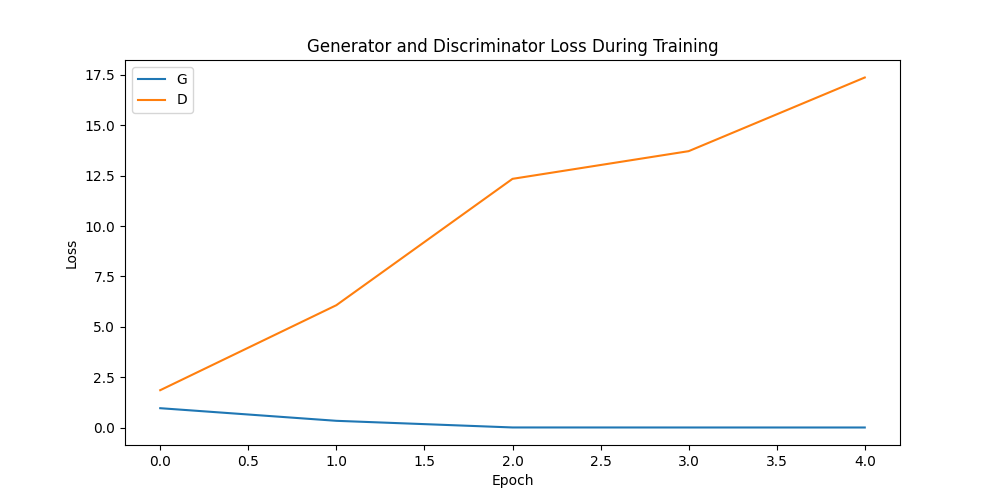 Generator and Discriminator Loss During Training
G
D
17.5
15.0
12.5
10.0
7.5
5.0
2.5
0.0
Loss
0.0 0.5 1.0 1.5 2.0 2.5 3.0 3.5 4.0
Epoch